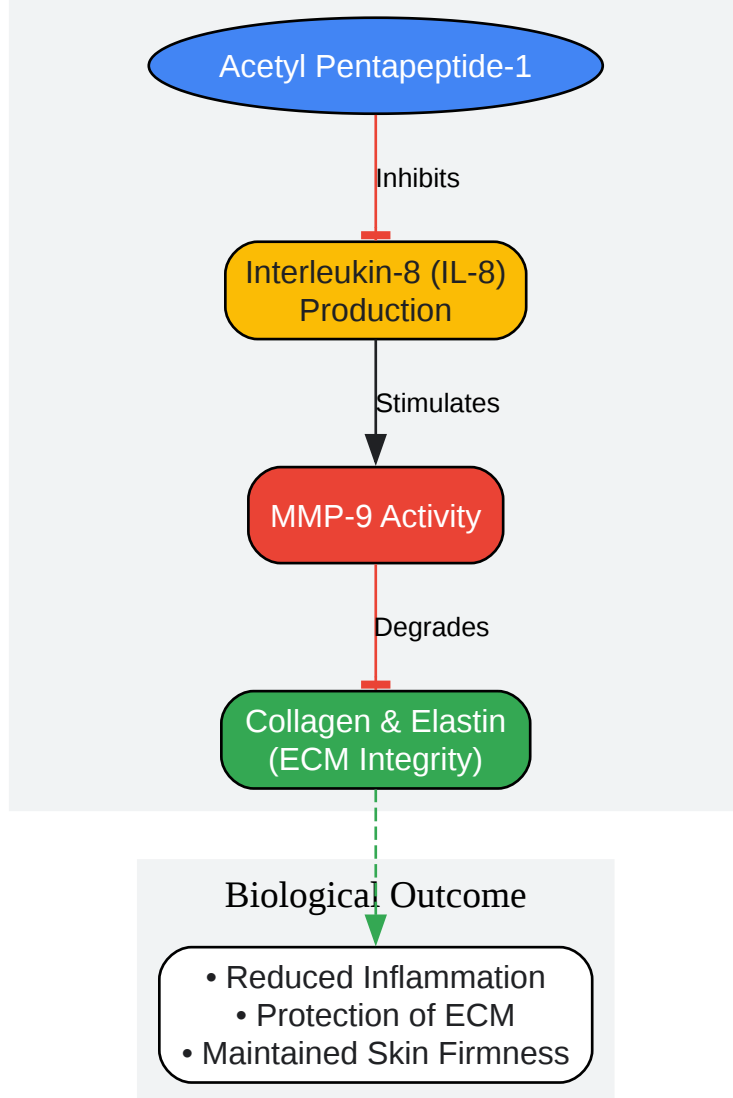 Acetyl Pentapeptide-1
Inhibits
Interleukin-8 (IL-8)
Production
Stimulates
MMP-9 Activity
Degrades
Collagen & Elastin
(ECM Integrity)
Biological Outcome
• Reduced Inflammation
• Protection of ECM
• Maintained Skin Firmness